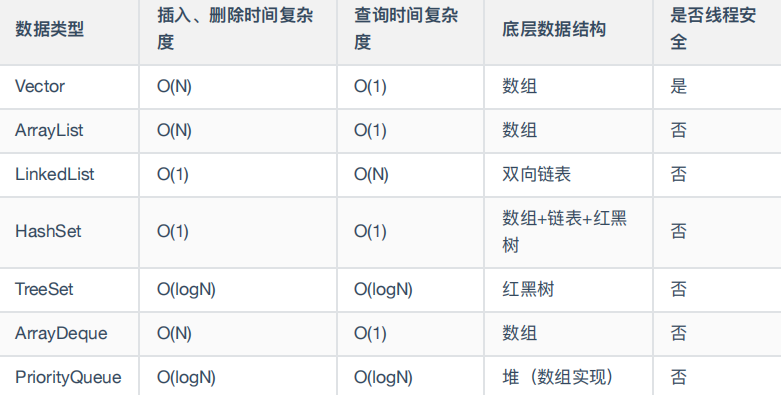 数据类型 插入、删除时间复杂度 查询时间复杂度 底层数据结构 是否线程安全
Vector O(N) O(1) 数组 是
ArrayList O(N) O(1) 数组 否
LinkedList O(1) O(N) 双向链表 否
HashSet O(1) O(1) 数组+链表+红黑树 否
TreeSet O(logN) O(logN) 红黑树 否
ArrayDeque O(N) O(1) 数组 否
PriorityQueue O(logN) O(logN) 堆（数组实现） 否